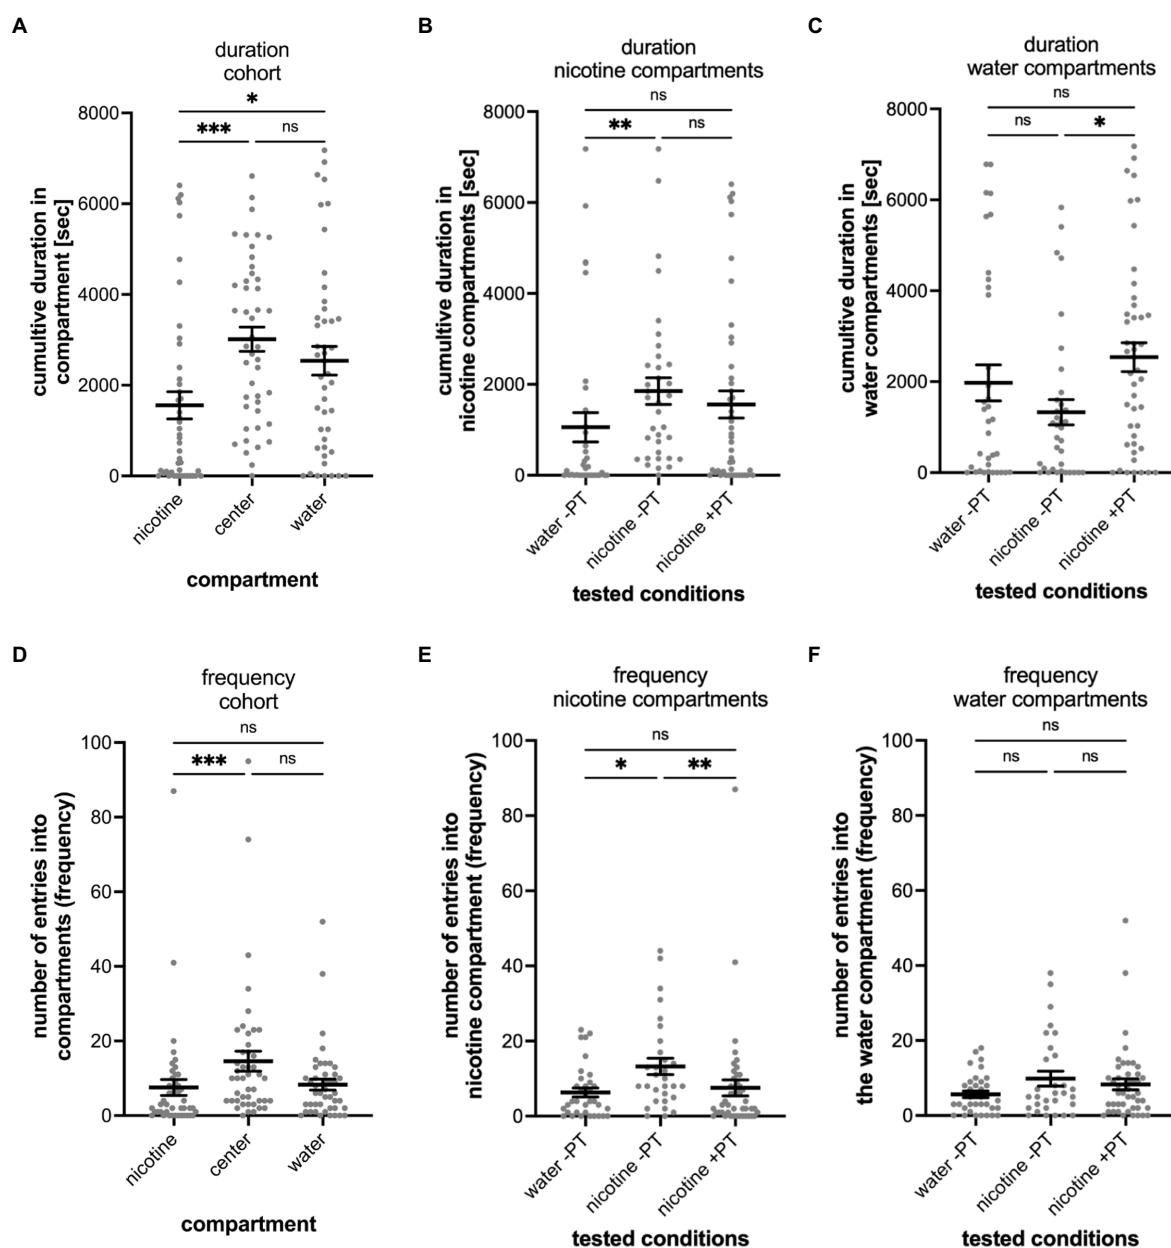 A
duration
cohort
*
***
ns
8000
6000
4000
2000
0
cumultive duration in
compartment [sec]
nicotine
center
water
compartment
B
duration
nicotine compartments
ns
**
ns
8000
6000
4000
2000
0
cumultive duration in
nicotine compartments [sec]
water -PT
nicotine -PT
nicotine +PT
tested conditions
C
duration
water compartments
ns
ns
*
8000
6000
4000
2000
0
cumultive duration in
water compartments [sec]
water -PT
nicotine -PT
nicotine +PT
tested conditions
D
frequency
cohort
ns
***
ns
100
80
60
40
20
0
number of entries into
compartments (frequency)
nicotine
center
water
compartment
E
frequency
nicotine compartments
ns
*
**
100
80
60
40
20
0
number of entries into
nicotine compartment (frequency)
water -PT
nicotine -PT
nicotine +PT
tested conditions
F
frequency
water compartments
ns
ns
ns
100
80
60
40
20
0
number of entries into
the water compartment (frequency)
water -PT
nicotine -PT
nicotine +PT
tested conditions